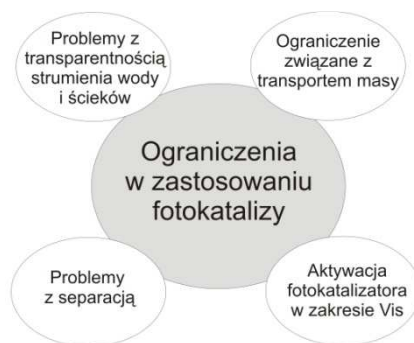 Problemy z
transparentnością
strumienia wody
i ścieków
Ograniczenie
związane z
transportem masy
Ograniczenia
w zastosowaniu
fotokatalizy
Problemy
z separacją
Aktywacja
fotokatalizatora
w zakresie Vis